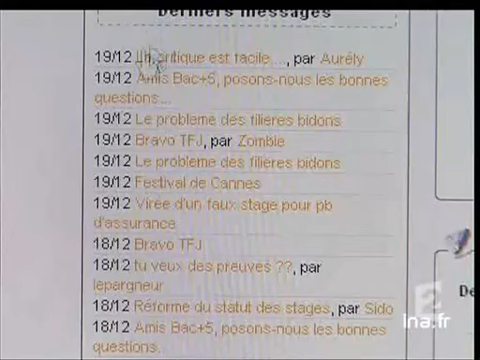 Derniers messages
19/12 La critique est facile..., par Aurély
19/12 Amis Bac+5, posons-nous les bonnes
questions...
19/12 Le probleme des filieres bidons
19/12 Bravo TFJ, par Zombie
19/12 Le probleme des filieres bidons
19/12 Festival de Cannes
19/12 Virée d'un faux stage pour pb
d'assurance
18/12 Bravo TFJ
18/12 tu veux des preuves ??, par
lepargneur
18/12 Réforme du statut des stages, par Sido
18/12 Amis Bac+5, posons-nous les bonnes
questions.
2
ina.fr